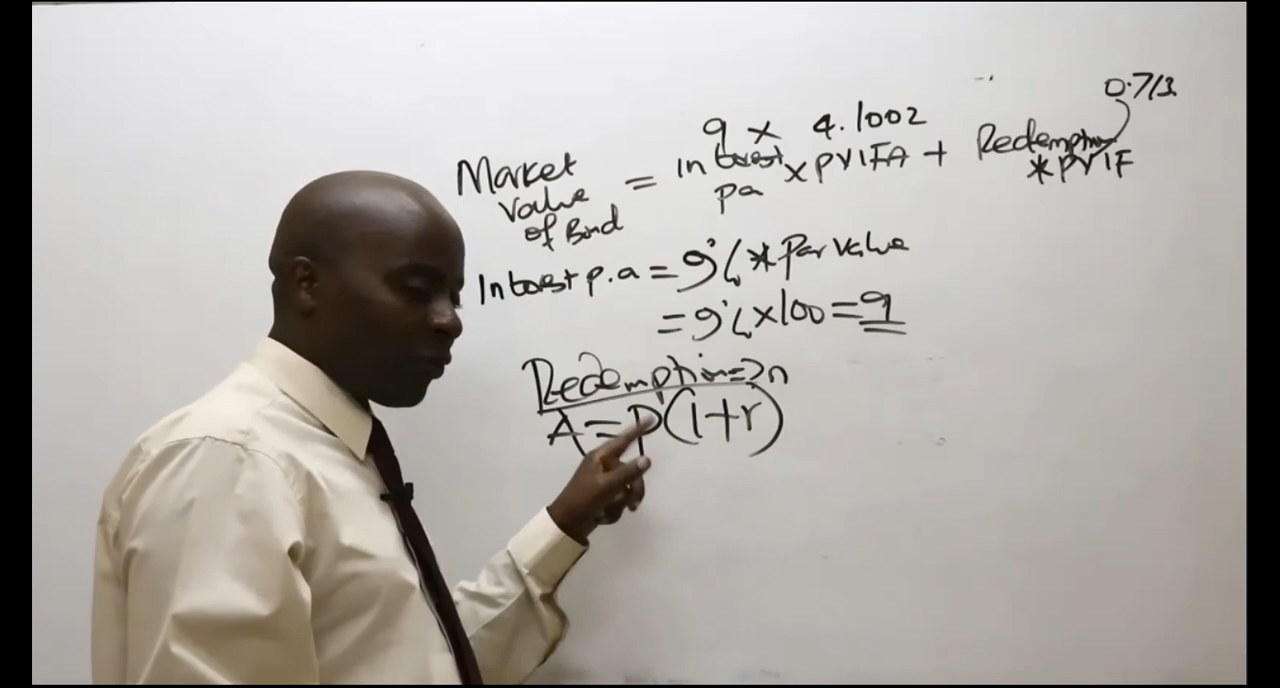 0.713
9 x 4.1002
Market Value of Bond = Interest pa x PVIFA + Redemption * PVIF
Interest p.a = 9% * Par value
= 9% x 100 = 9
Redemption => n
A = P(1+r)